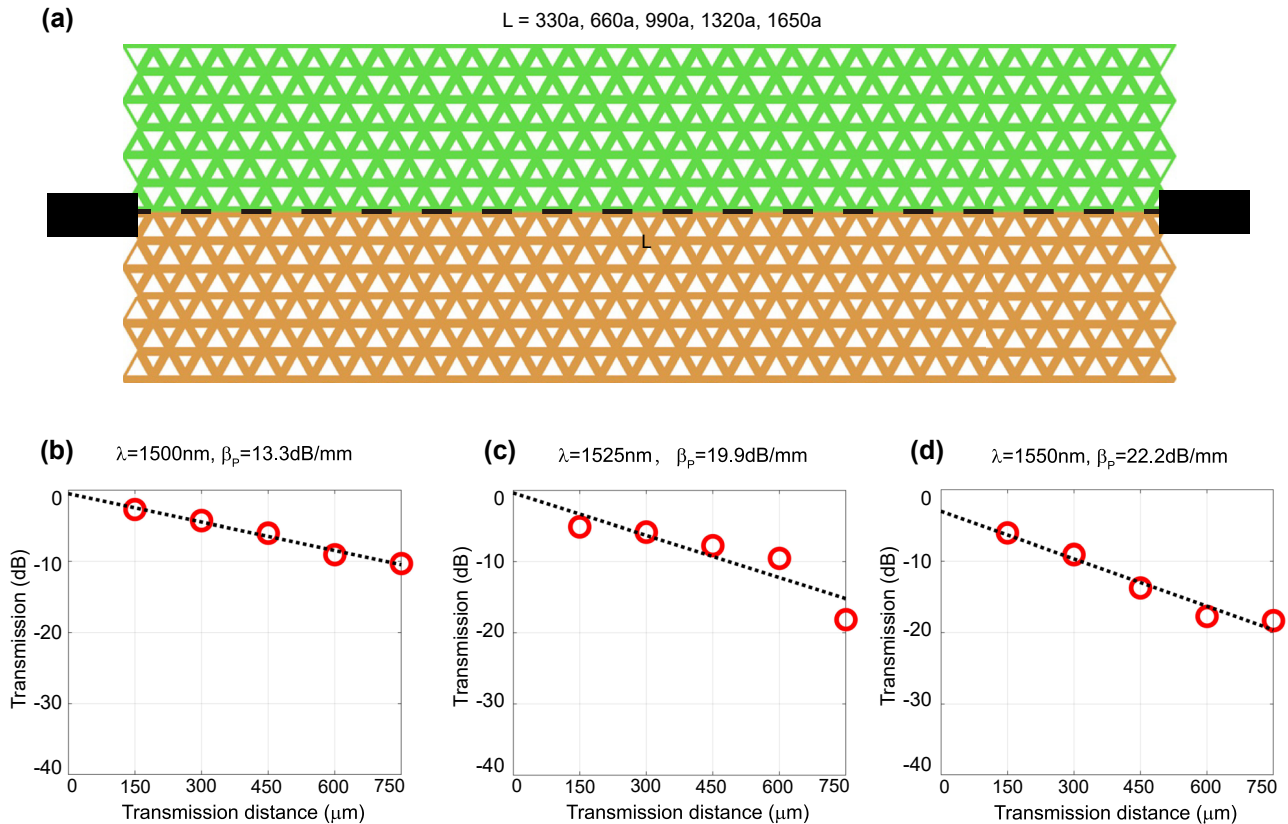 (a)
L = 330a, 660a, 990a, 1320a, 1650a
L
(b)
λ=1500nm, βP=13.3dB/mm
Transmission (dB)
0
-10
-20
-30
-40
0 150 300 450 600 750
Transmission distance (μm)
(c)
λ=1525nm, βP=19.9dB/mm
Transmission (dB)
0
-10
-20
-30
-40
0 150 300 450 600 750
Transmission distance (μm)
(d)
λ=1550nm, βP=22.2dB/mm
Transmission (dB)
0
-10
-20
-30
-40
0 150 300 450 600 750
Transmission distance (μm)